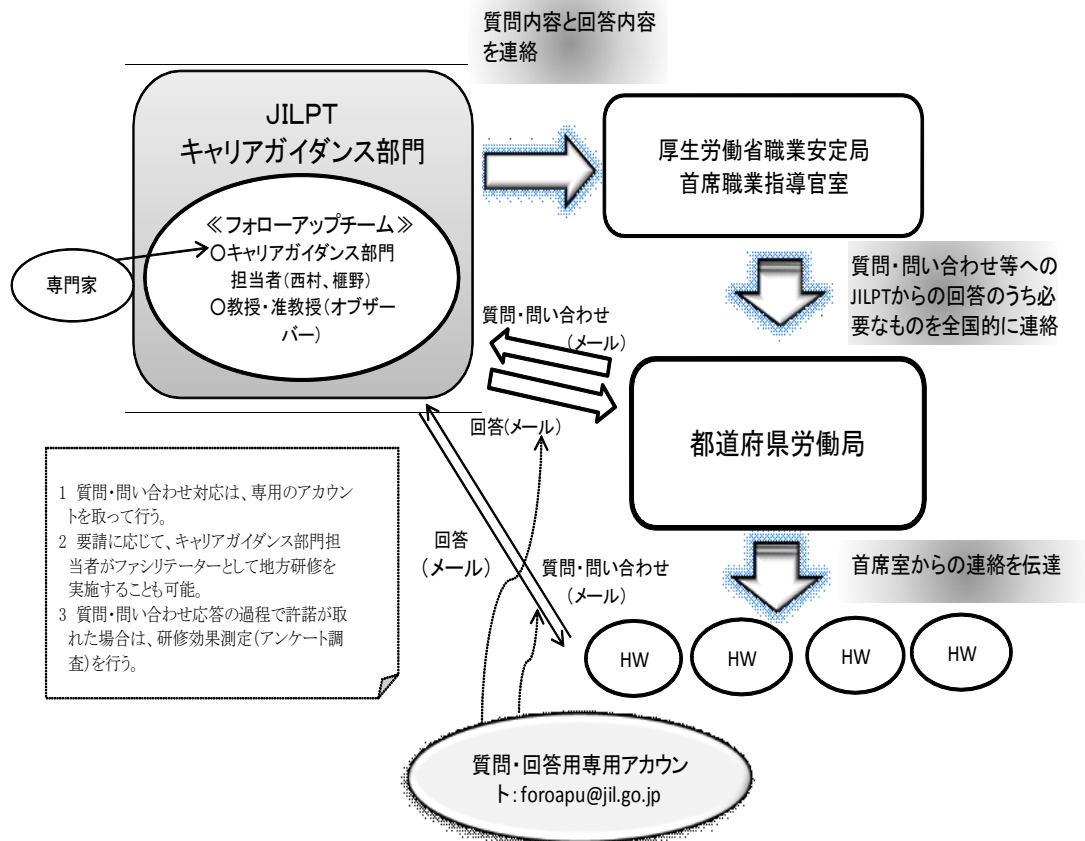 質問内容と回答内容
を連絡
JILPT
キャリアガイダンス部門
≪フォローアップチーム≫
○キャリアガイダンス部門
担当者(西村、榧野)
○教授・准教授(オブザー
バー)
専門家
厚生労働省職業安定局
首席職業指導官室
質問・問い合わせ等への
JILPTからの回答のうち必
要なものを全国的に連絡
質問・問い合わせ
(メール)
回答(メール)
都道府県労働局
1 質問・問い合わせ対応は、専用のアカウン
トを取って行う。
2 要請に応じて、キャリアガイダンス部門担
当者がファシリテーターとして地方研修を
実施することも可能。
3 質問・問い合わせ応答の過程で許諾が取
れた場合は、研修効果測定(アンケート調
査)を行う。
回答
(メール)
質問・問い合わせ
(メール)
首席室からの連絡を伝達
HW
HW
HW
HW
質問・回答用専用アカウン
ト:foroapu@jil.go.jp